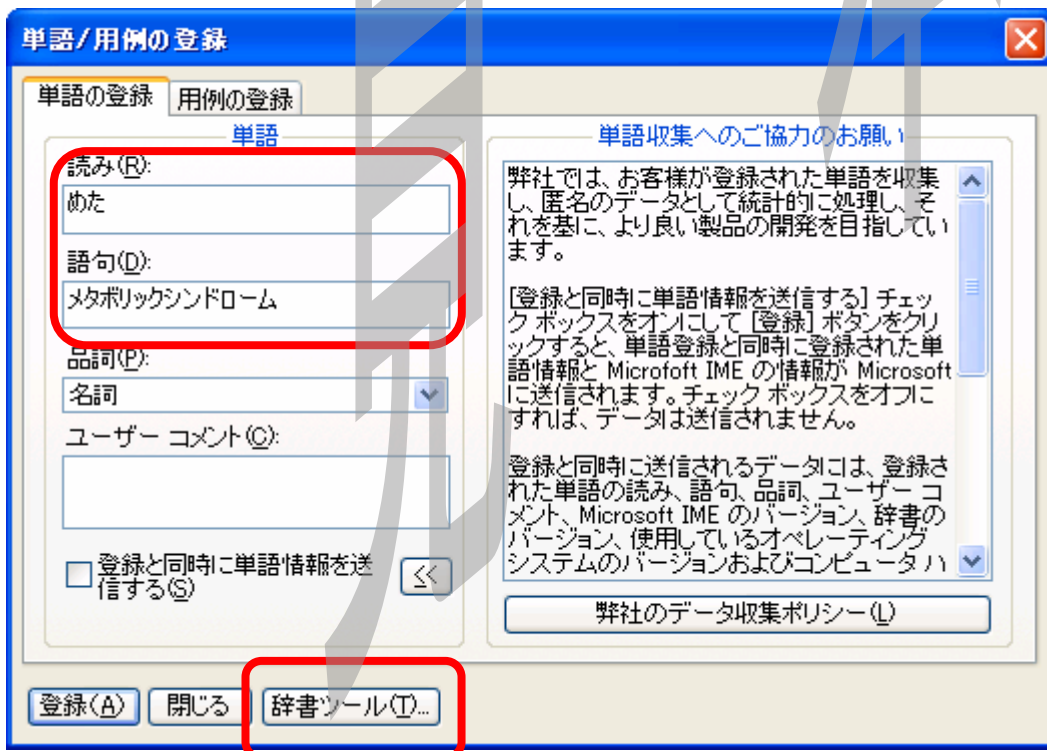 単語/用例の登録
単語の登録
用例の登録
単語
読み(R):
めた
語句(D):
メタボリックシンドローム
品詞(P):
名詞
ユーザー コメント(C):
登録と同時に単語情報を送
信する(S)
<<
単語収集へのご協力のお願い
弊社では、お客様が登録された単語を収集
し、匿名のデータとして統計的に処理し、そ
れを基に、より良い製品の開発を目指してい
ます。
[登録と同時に単語情報を送信する] チェッ
ク ボックスをオンにして [登録] ボタンをクリ
ックすると、単語登録と同時に登録された単
語情報と Microfoft IME の情報が Microsoft
に送信されます。チェック ボックスをオフに
すれば、データは送信されません。
登録と同時に送信されるデータには、登録さ
れた単語の読み、語句、品詞、ユーザー コ
メント、Microsoft IME のバージョン、辞書の
バージョン、使用しているオペレーティング
システムのバージョンおよびコンピュータ ハ
弊社のデータ収集ポリシー(L)
登録(A)
閉じる
辞書ツール(T)...